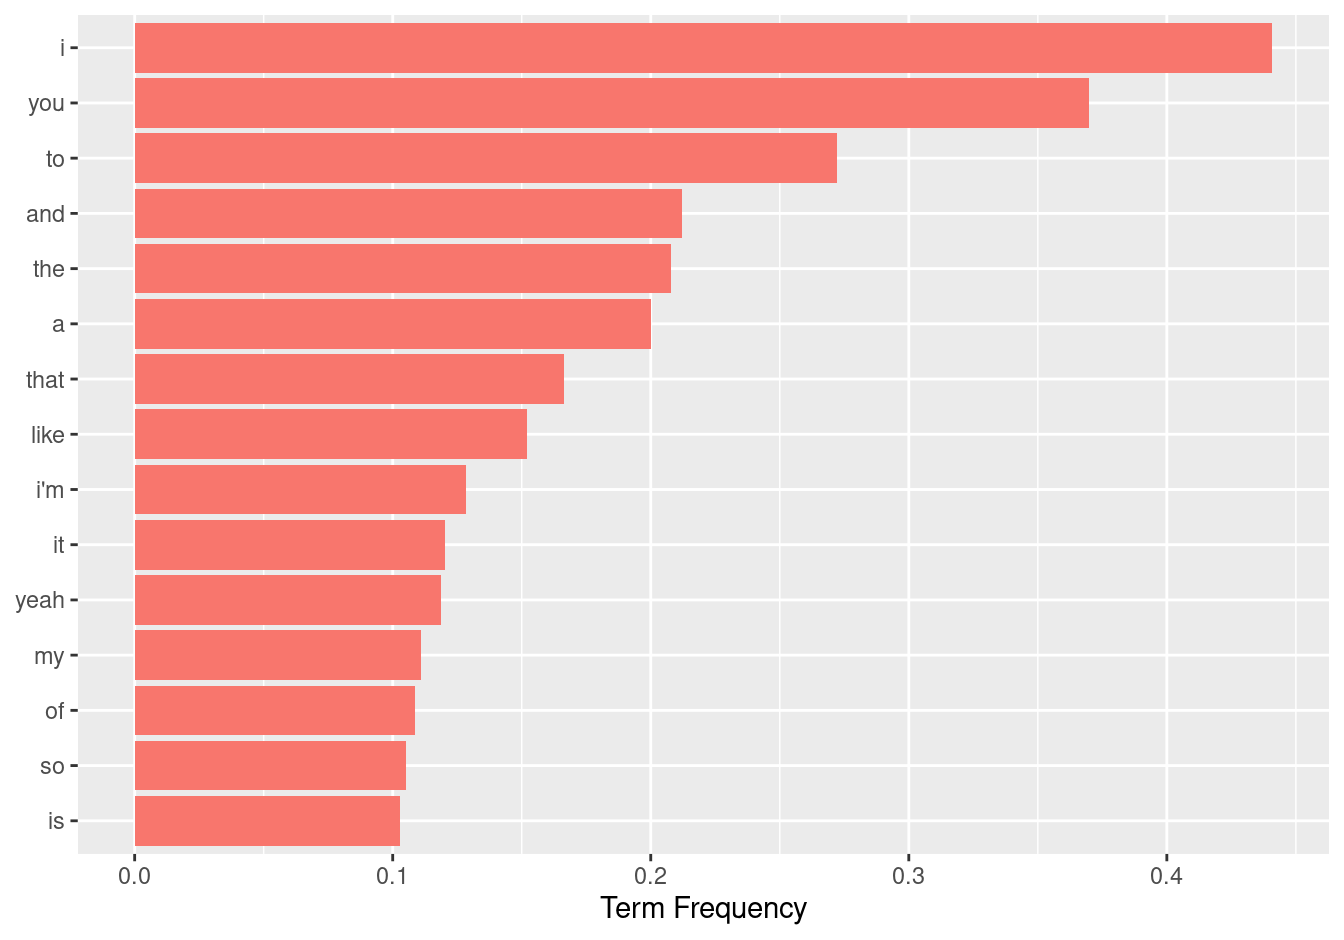 i
you
to
and
the
a
that
like
i'm
it
yeah
my
of
so
is
0.0 0.1 0.2 0.3 0.4
Term Frequency